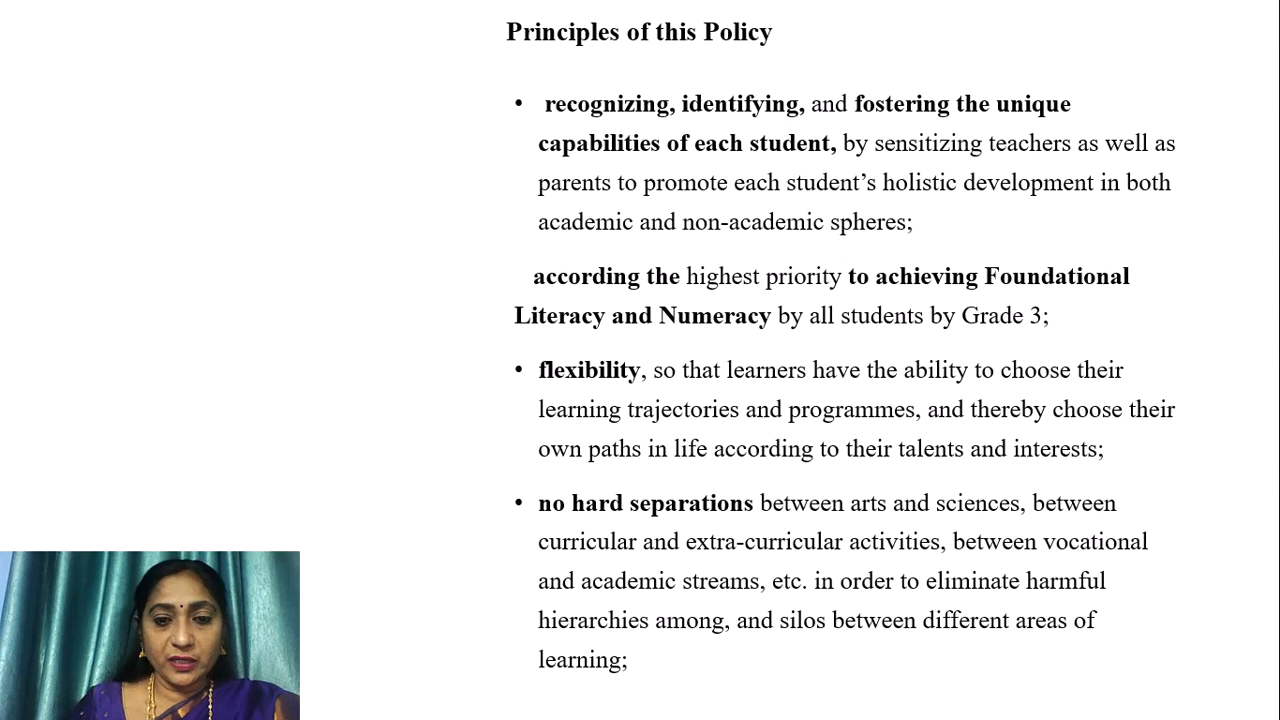 Principles of this Policy
• recognizing, identifying, and fostering the unique
capabilities of each student, by sensitizing teachers as well as
parents to promote each student’s holistic development in both
academic and non-academic spheres;
according the highest priority to achieving Foundational
Literacy and Numeracy by all students by Grade 3;
• flexibility, so that learners have the ability to choose their
learning trajectories and programmes, and thereby choose their
own paths in life according to their talents and interests;
• no hard separations between arts and sciences, between
curricular and extra-curricular activities, between vocational
and academic streams, etc. in order to eliminate harmful
hierarchies among, and silos between different areas of
learning;